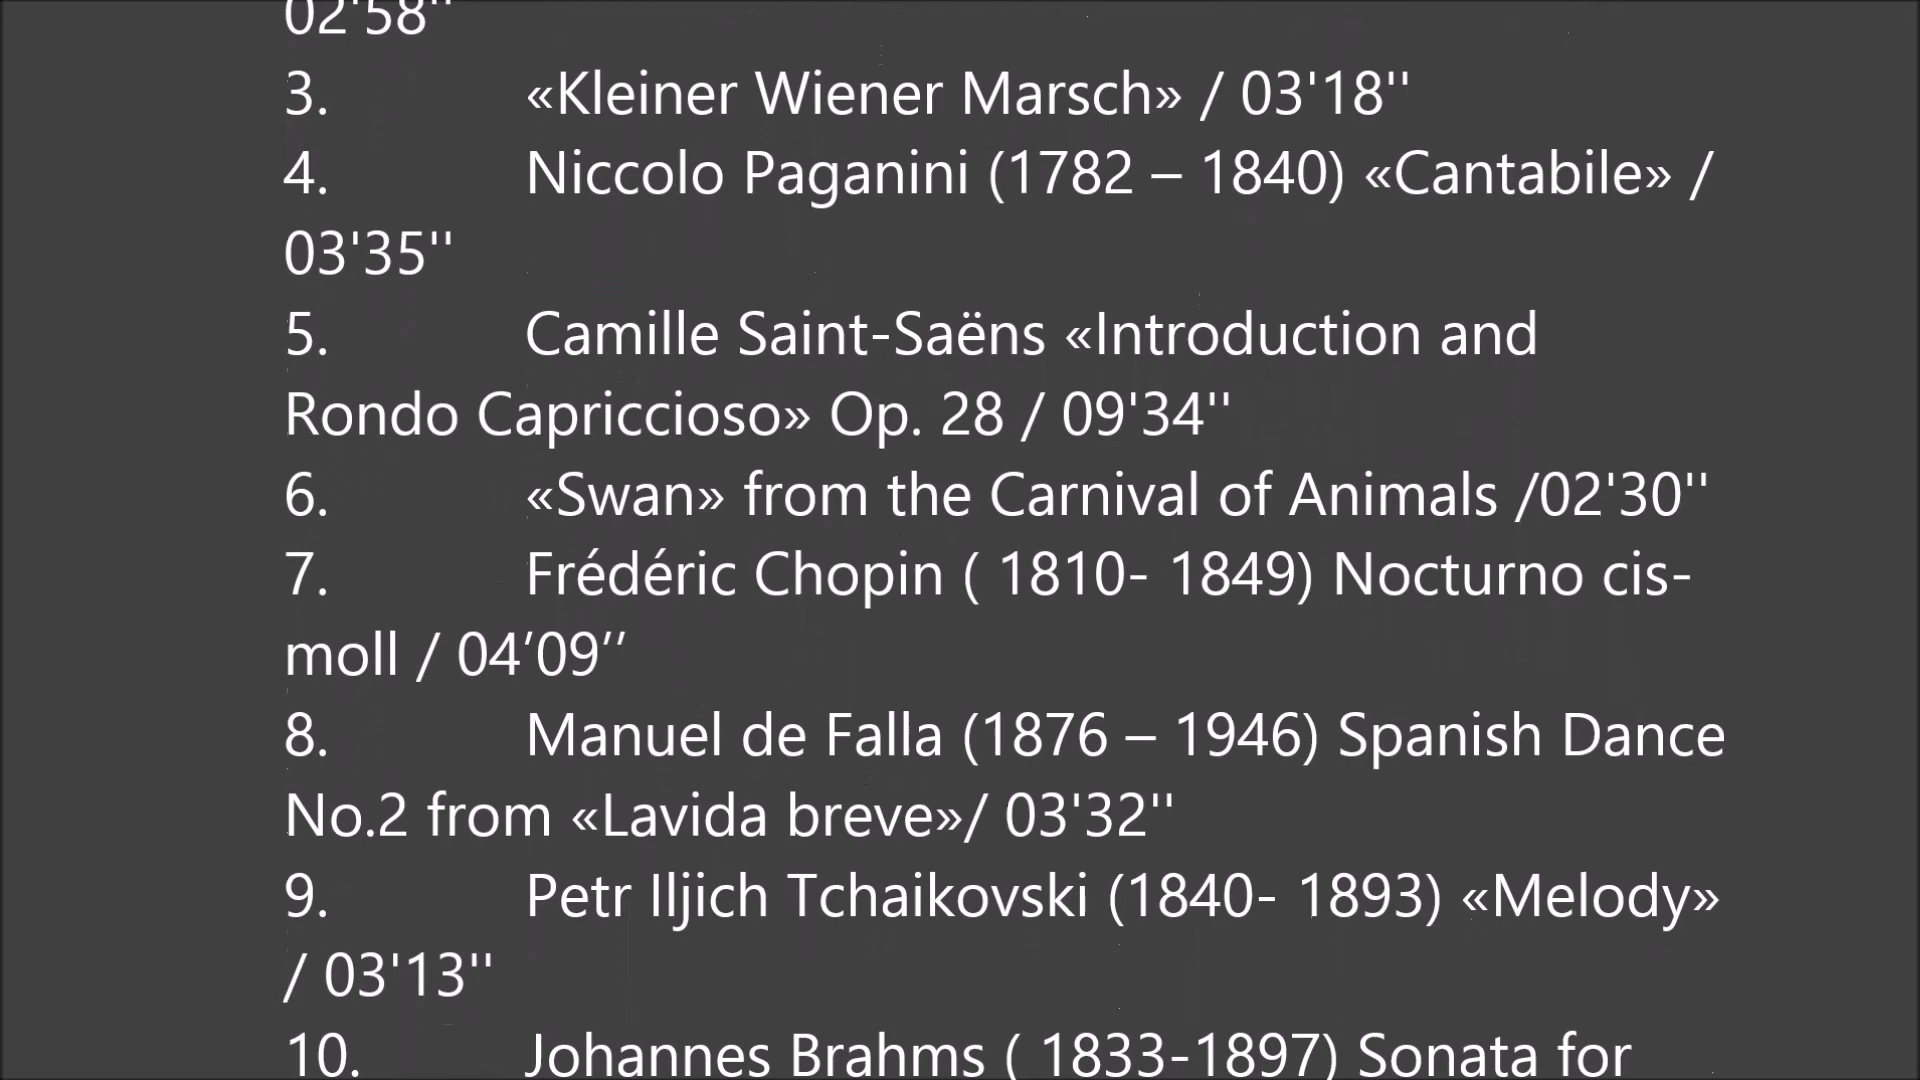 02'58''
3. «Kleiner Wiener Marsch» / 03'18''
4. Niccolo Paganini (1782 – 1840) «Cantabile» /
03'35''
5. Camille Saint-Saëns «Introduction and
Rondo Capriccioso» Op. 28 / 09'34''
6. «Swan» from the Carnival of Animals /02'30''
7. Frédéric Chopin ( 1810- 1849) Nocturno cis-
moll / 04’09’’
8. Manuel de Falla (1876 – 1946) Spanish Dance
No.2 from «Lavida breve»/ 03'32''
9. Petr Iljich Tchaikovski (1840- 1893) «Melody»
/ 03'13''
10. Johannes Brahms ( 1833-1897) Sonata for